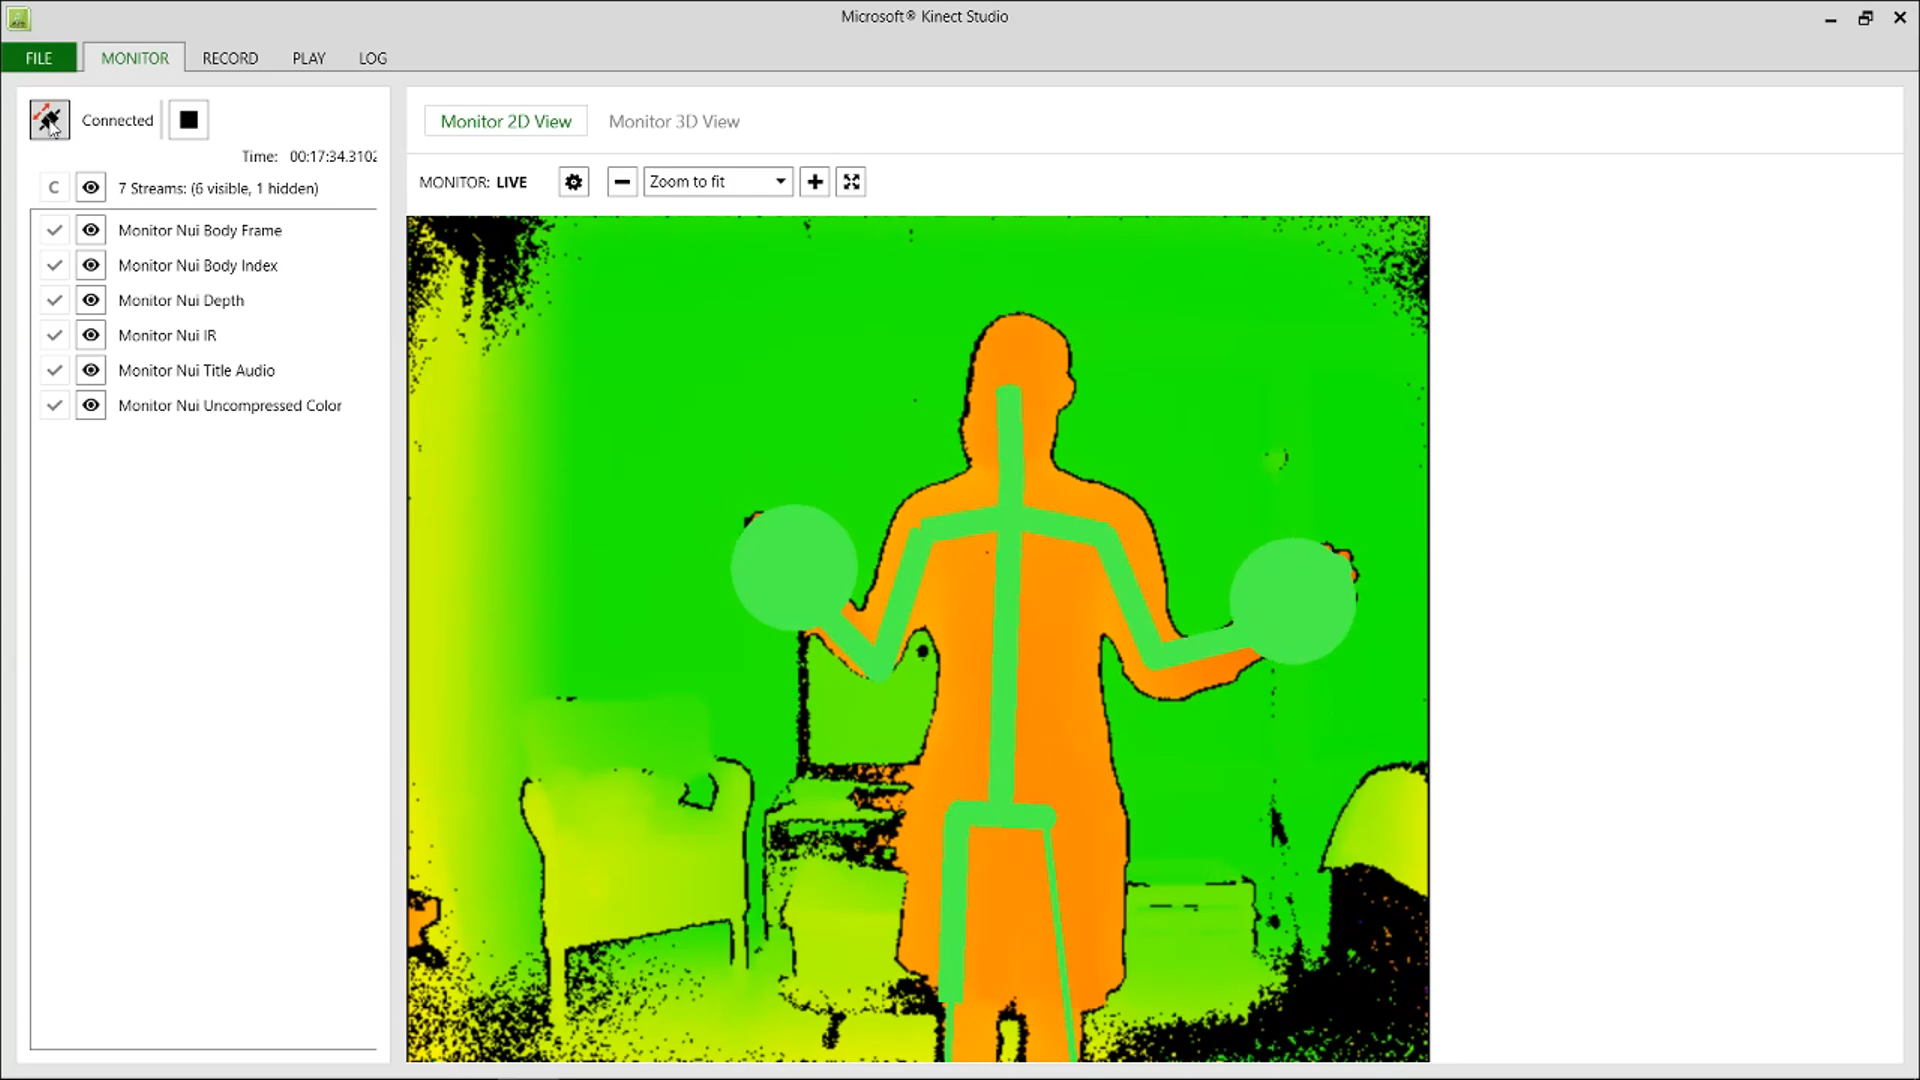 Microsoft® Kinect Studio
FILE MONITOR RECORD PLAY LOG
Connected
Time: 00:17:34.3102
C 7 Streams: (6 visible, 1 hidden)
Monitor Nui Body Frame
Monitor Nui Body Index
Monitor Nui Depth
Monitor Nui IR
Monitor Nui Title Audio
Monitor Nui Uncompressed Color
Monitor 2D View Monitor 3D View
MONITOR: LIVE Zoom to fit